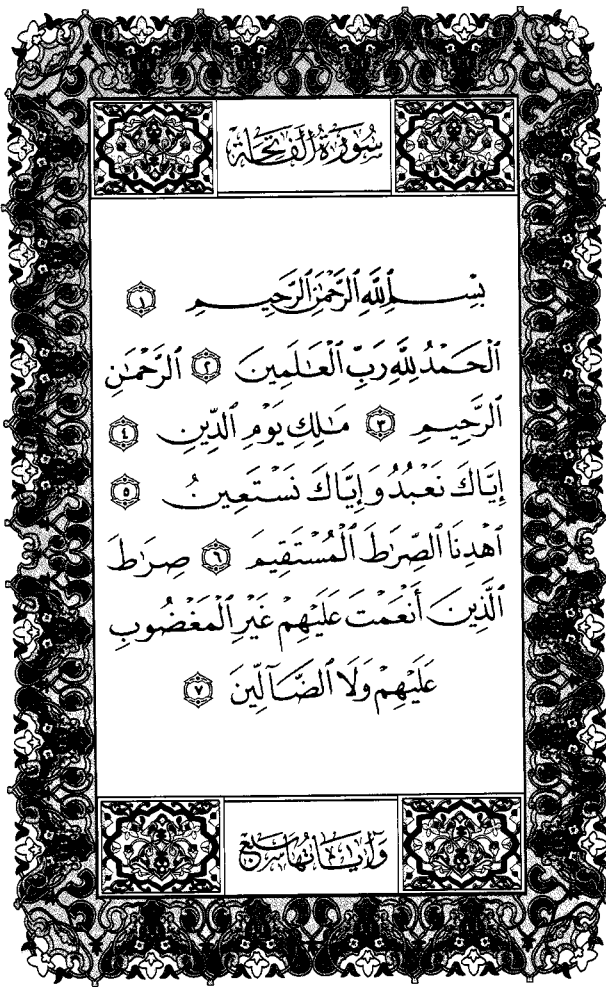 سُورَةُ ٱلْفَاتِحَةِ
بِسْمِ ٱللَّهِ ٱلرَّحْمَٰنِ ٱلرَّحِيمِ ١
ٱلْحَمْدُ لِلَّهِ رَبِّ ٱلْعَٰلَمِينَ ٢ ٱلرَّحْمَٰنِ
ٱلرَّحِيمِ ٣ مَٰلِكِ يَوْمِ ٱلدِّينِ ٤
إِيَّاكَ نَعْبُدُ وَإِيَّاكَ نَسْتَعِينُ ٥
ٱهْدِنَا ٱلصِّرَٰطَ ٱلْمُسْتَقِيمَ ٦ صِرَٰطَ
ٱلَّذِينَ أَنْعَمْتَ عَلَيْهِمْ غَيْرِ ٱلْمَغْضُوبِ
عَلَيْهِمْ وَلَا ٱلضَّآلِّينَ ٧
وَآيَاتُهَا سَبْعٌ